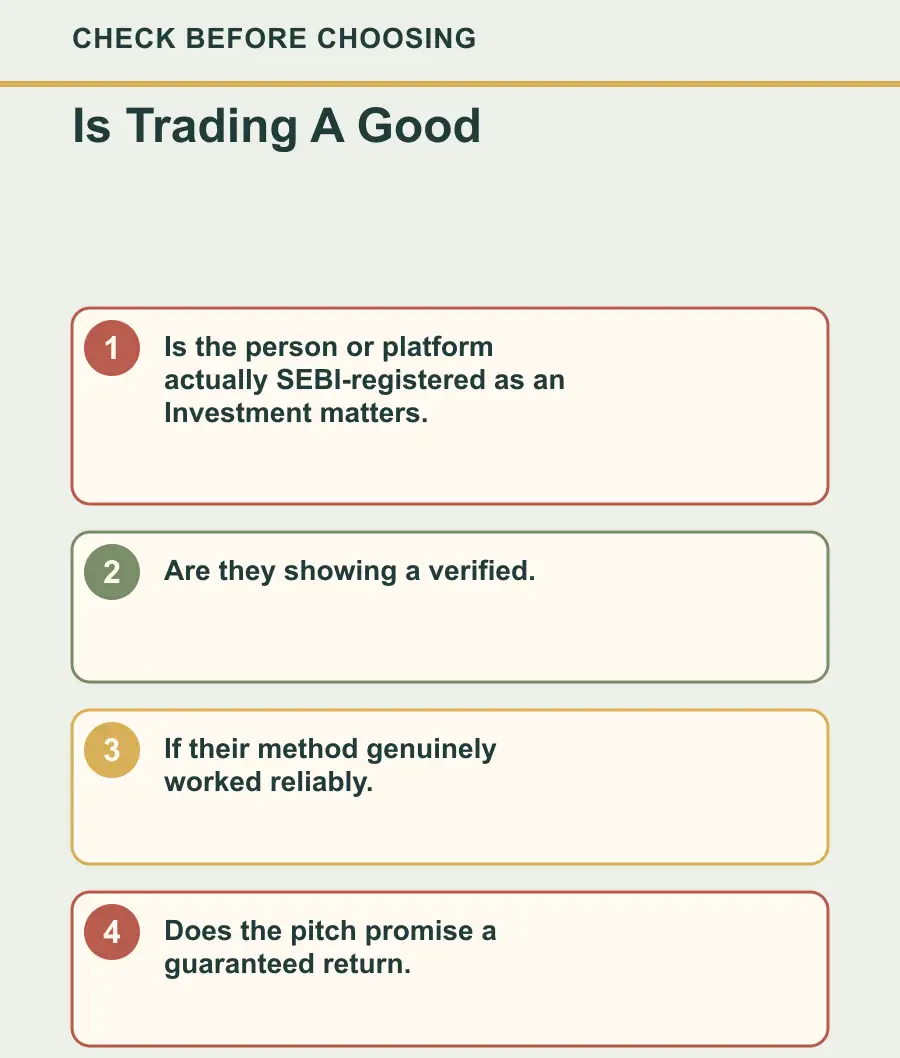 CHECK BEFORE CHOOSING
Is Trading A Good
1
Is the person or platform
actually SEBI-registered as an
Investment matters.
2
Are they showing a verified.
3
If their method genuinely
worked reliably.
4
Does the pitch promise a
guaranteed return.